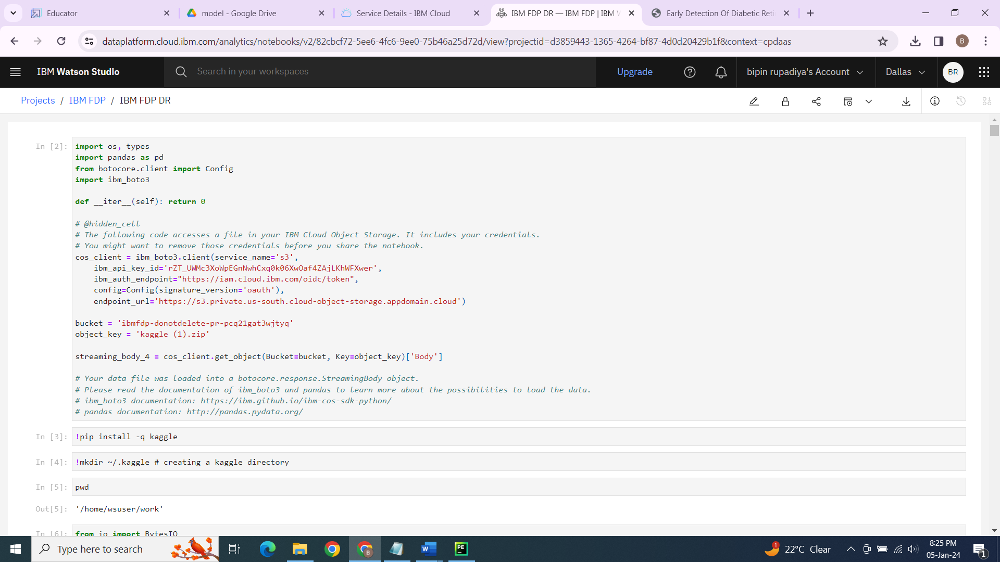 Educator
model - Google Drive
Service Details - IBM Cloud
IBM FDP DR — IBM FDP | IBM W
Early Detection Of Diabetic Reti
dataplatform.cloud.ibm.com/analytics/notebooks/v2/82cbcf72-5ee6-4fc6-9ee0-75b46a25d72d/view?projectid=d3859443-1365-4264-bf87-4d0d20429b1f&context=cpdaas
B
IBM Watson Studio
Search in your workspaces
Upgrade
bipin rupadiya's Account
Dallas
BR
Projects / IBM FDP / IBM FDP DR
In [2]:
import os, types
import pandas as pd
from botocore.client import Config
import ibm_boto3
def __iter__(self): return 0
# @hidden_cell
# The following code accesses a file in your IBM Cloud Object Storage. It includes your credentials.
# You might want to remove those credentials before you share the notebook.
cos_client = ibm_boto3.client(service_name='s3',
ibm_api_key_id='rZT_UWMc3XoWpEGnNwhCxq0k06XwOaf4ZAjLKhWFXwer',
ibm_auth_endpoint="https://iam.cloud.ibm.com/oidc/token",
config=Config(signature_version='oauth'),
endpoint_url='https://s3.private.us-south.cloud-object-storage.appdomain.cloud')
bucket = 'ibmfdp-donotdelete-pr-pcq21gat3wjtyq'
object_key = 'kaggle (1).zip'
streaming_body_4 = cos_client.get_object(Bucket=bucket, Key=object_key)['Body']
# Your data file was loaded into a botocore.response.StreamingBody object.
# Please read the documentation of ibm_boto3 and pandas to learn more about the possibilities to load the data.
# ibm_boto3 documentation: https://ibm.github.io/ibm-cos-sdk-python/
# pandas documentation: http://pandas.pydata.org/
In [3]: !pip install -q kaggle
In [4]: !mkdir ~/.kaggle # creating a kaggle directory
In [5]: pwd
Out[5]: '/home/wsuser/work'
In [6]: from io import BytesIO
Type here to search
1
22°C Clear
8:25 PM
05-Jan-24
1